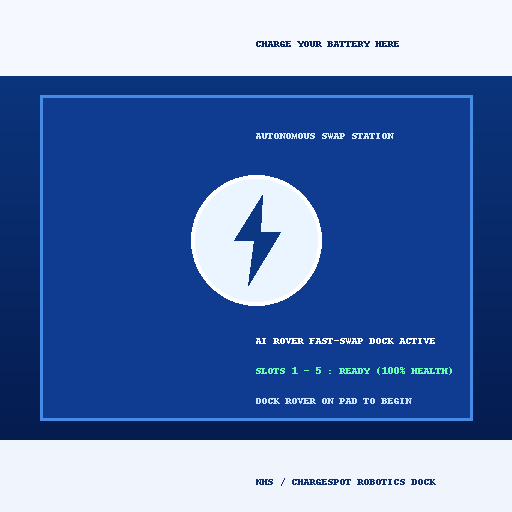 CHARGE YOUR BATTERY HERE
AUTONOMOUS SWAP STATION
AI ROVER FAST-SWAP DOCK ACTIVE
SLOTS 1 - 5 : READY (100% HEALTH)
DOCK ROVER ON PAD TO BEGIN
NHS / CHARGESPOT ROBOTICS DOCK